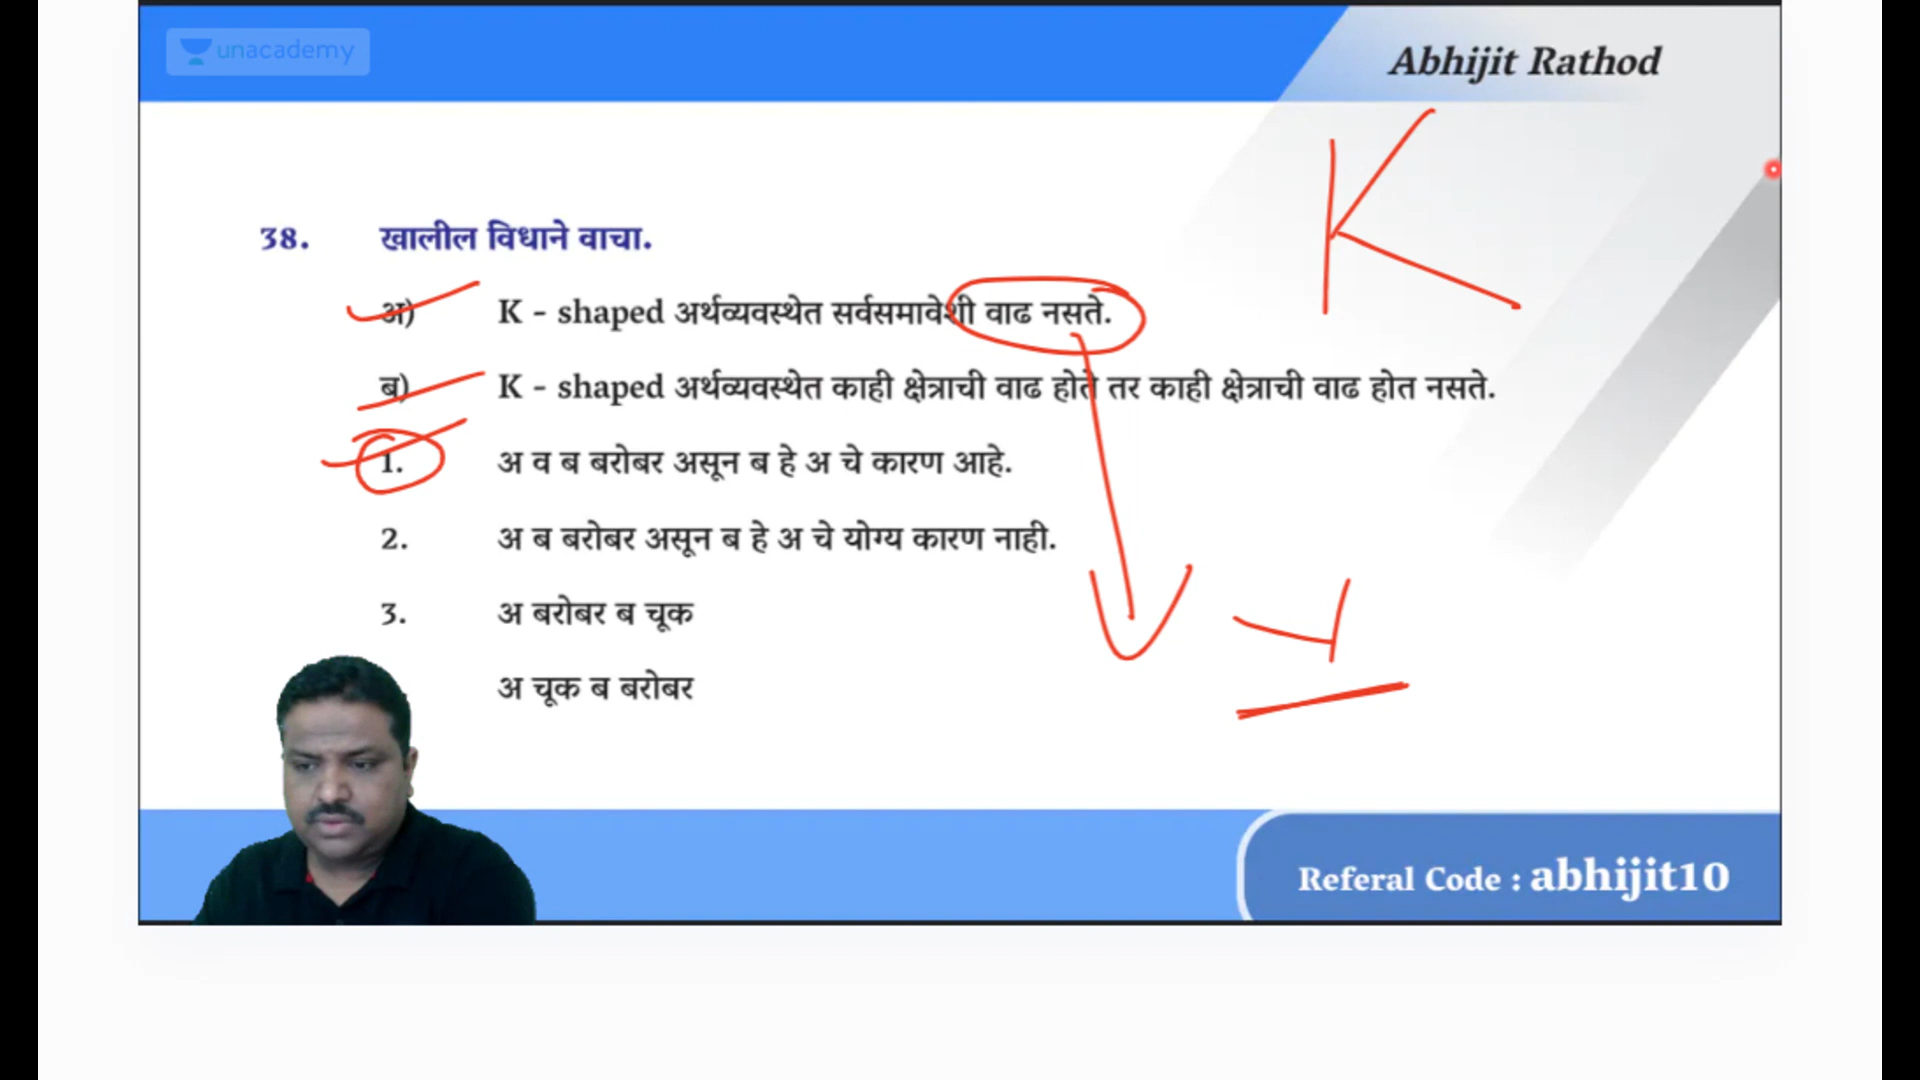 unacademy
Abhijit Rathod
K
38. खालील विधाने वाचा.
अ) K - shaped अर्थव्यवस्थेत सर्वसमावेशी वाढ नसते.
ब) K - shaped अर्थव्यवस्थेत काही क्षेत्राची वाढ होते तर काही क्षेत्राची वाढ होत नसते.
1. अ व ब बरोबर असून ब हे अ चे कारण आहे.
2. अ ब बरोबर असून ब हे अ चे योग्य कारण नाही.
3. अ बरोबर ब चूक
अ चूक ब बरोबर
Referal Code : abhijit10